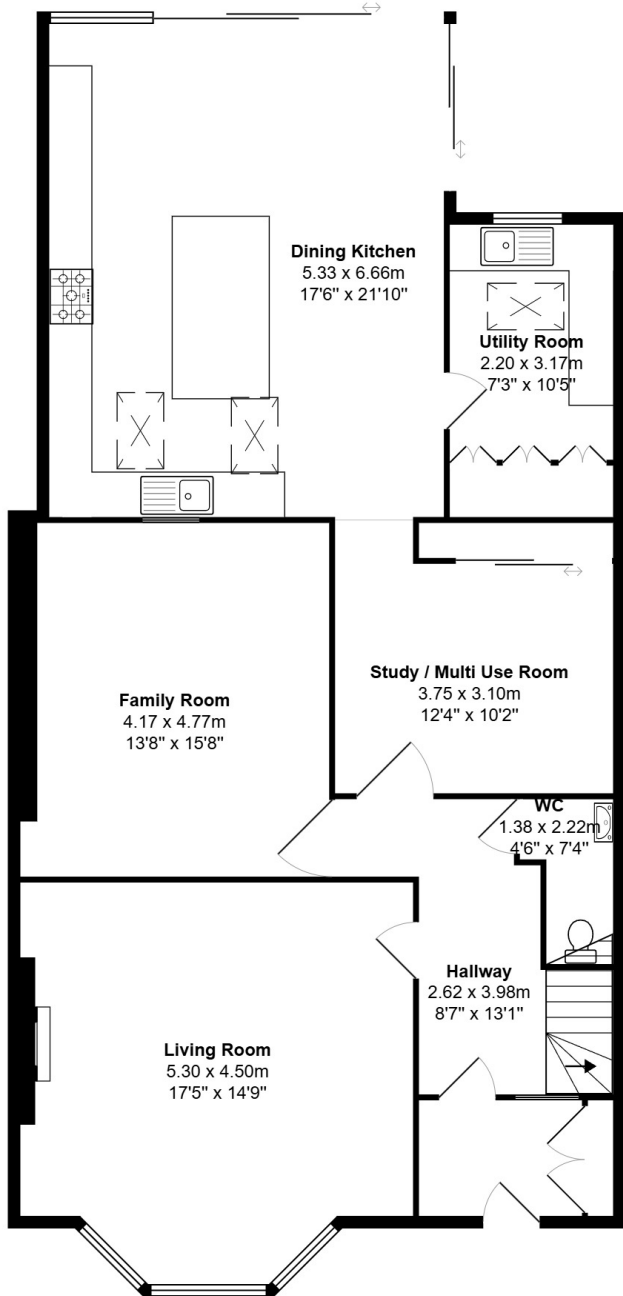 Dining Kitchen
5.33 x 6.66m
17'6" x 21'10"
Utility Room
2.20 x 3.17m
7'3" x 10'5"
Study / Multi Use Room
3.75 x 3.10m
12'4" x 10'2"
Family Room
4.17 x 4.77m
13'8" x 15'8"
WC
1.38 x 2.22m
4'6" x 7'4"
Hallway
2.62 x 3.98m
8'7" x 13'1"
Living Room
5.30 x 4.50m
17'5" x 14'9"